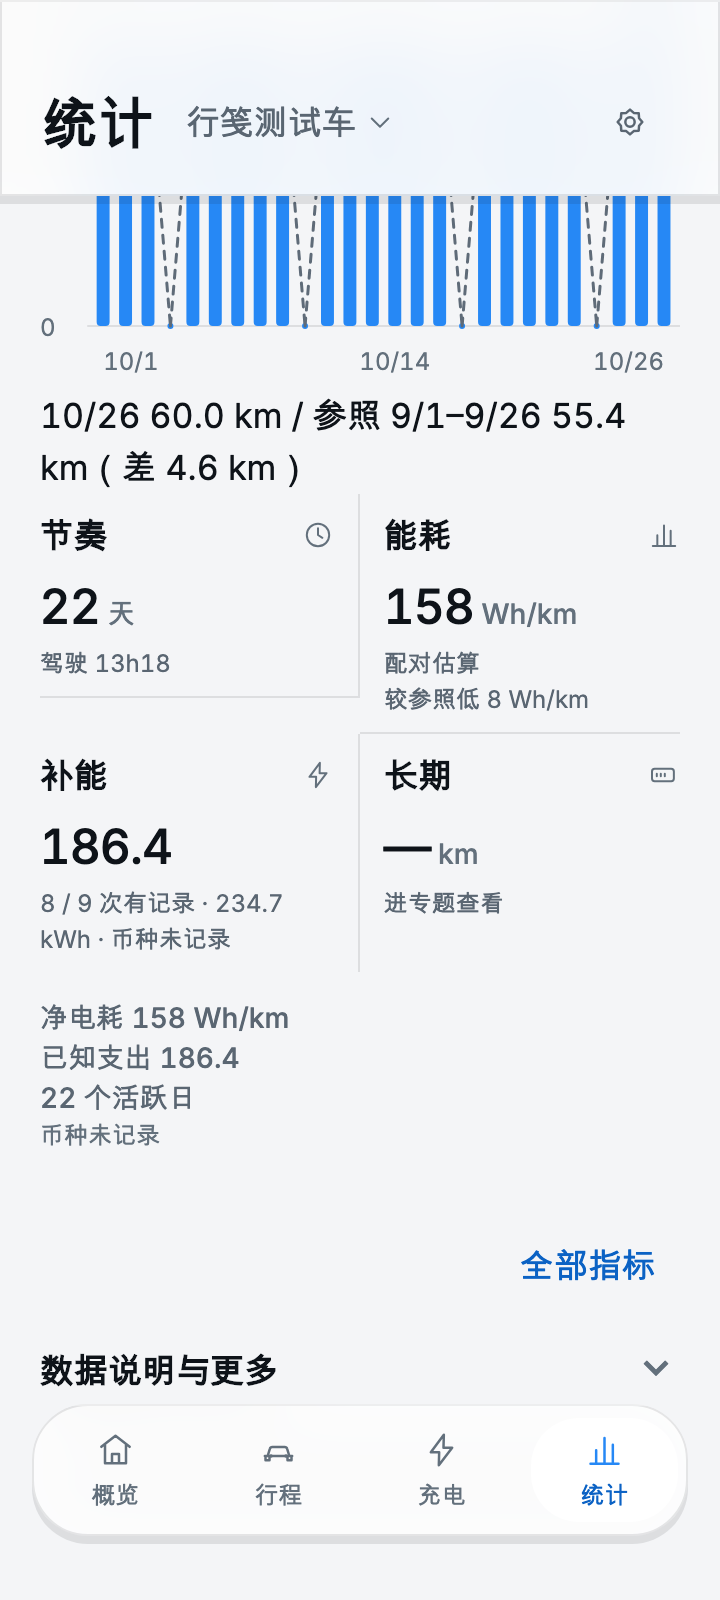 统计 行笺测试车
0
10/1 10/14 10/26
10/26 60.0 km / 参照 9/1–9/26 55.4
km ( 差 4.6 km )
节奏
22 天
驾驶 13h18
能耗
158 Wh/km
配对估算
较参照低 8 Wh/km
补能
186.4
8 / 9 次有记录 · 234.7
kWh · 币种未记录
长期
— km
进专题查看
净电耗 158 Wh/km
已知支出 186.4
22 个活跃日
币种未记录
全部指标
数据说明与更多
概览 行程 充电 统计